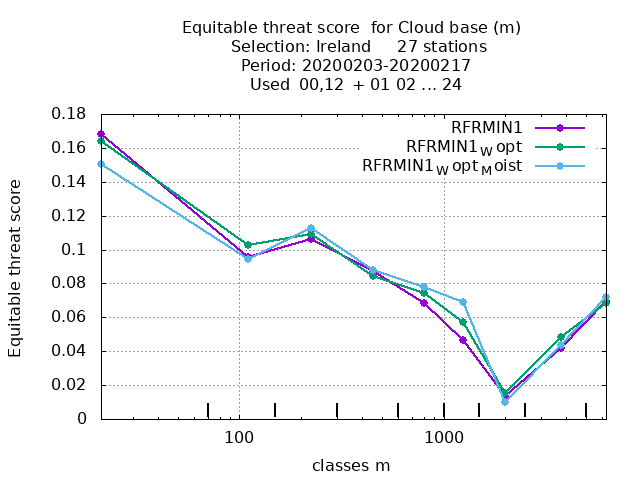 Equitable threat score  for Cloud base (m)
Selection: Ireland     27 stations
Period: 20200203-20200217
Used  00,12  + 01 02 ... 24
RFRMIN1
RFRMIN1Wopt
RFRMIN1WoptMoist
Equitable threat score
0.18
0.16
0.14
0.12
0.1
0.08
0.06
0.04
0.02
0
100
1000
classes m